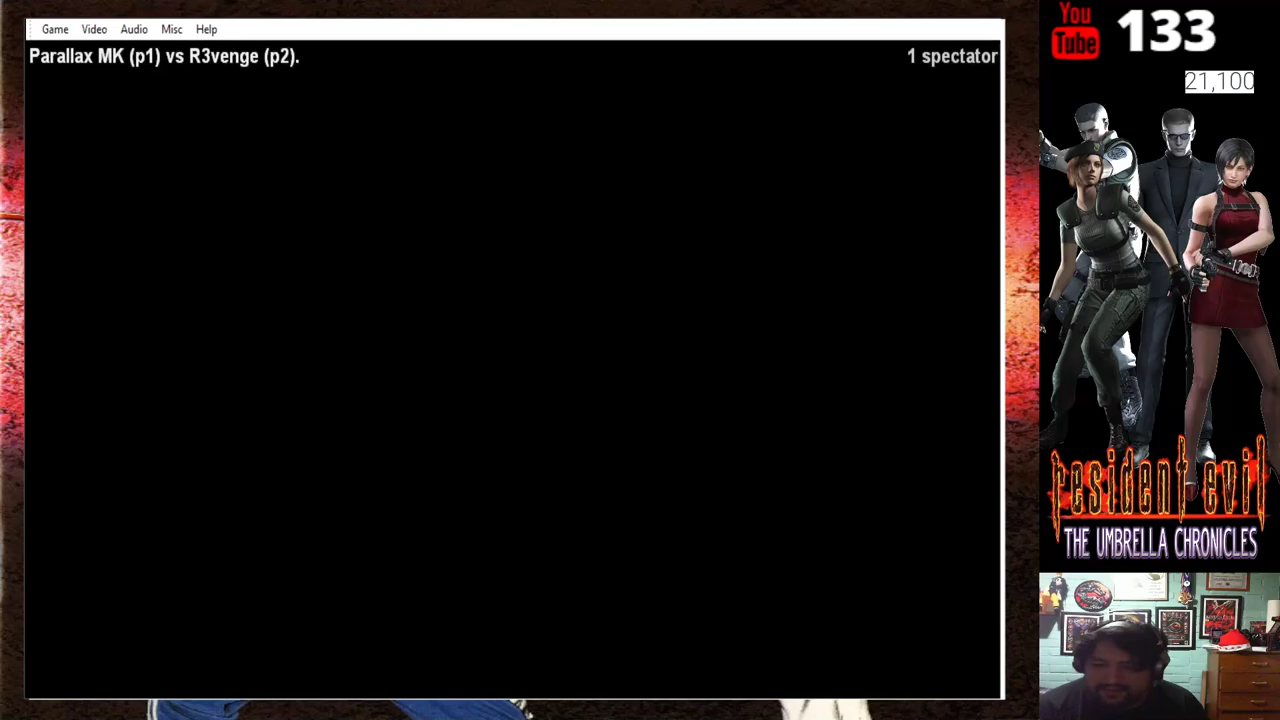 Game Video Audio Misc Help
Parallax MK (p1) vs R3venge (p2).
1 spectator
You
Tube
133
21,100
resident evil
THE UMBRELLA CHRONICLES